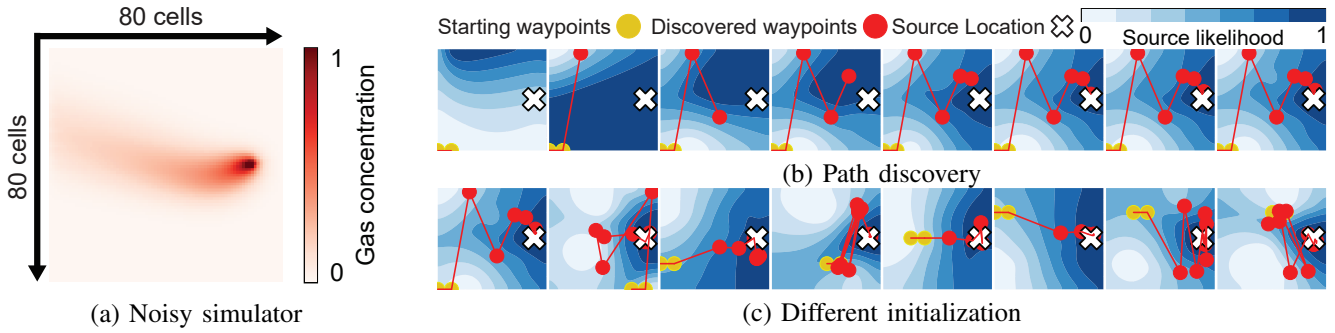 80 cells
80 cells
1
0
Gas concentration
(a) Noisy simulator
Starting waypoints Discovered waypoints Source Location
0 Source likelihood 1
(b) Path discovery
(c) Different initialization